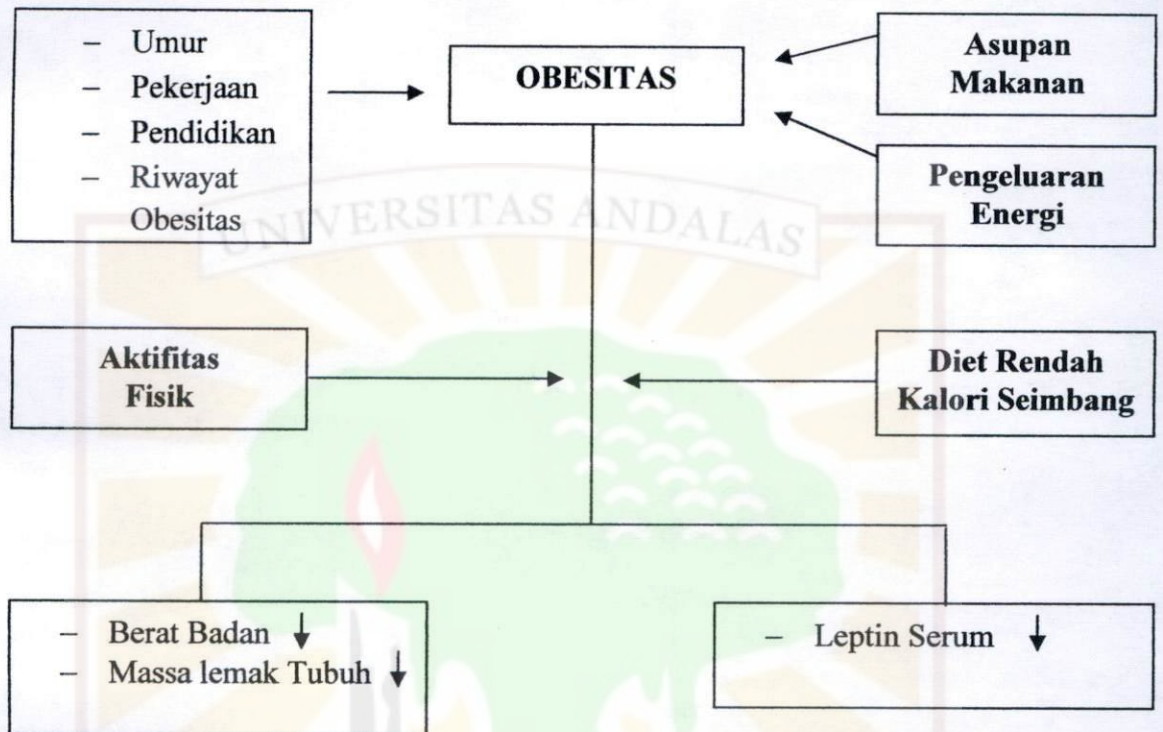 – Umur
– Pekerjaan
– Pendidikan
– Riwayat
Obesitas
OBESITAS
Asupan
Makanan
Pengeluaran
Energi
UNIVERSITAS ANDALAS
Aktifitas
Fisik
Diet Rendah
Kalori Seimbang
– Berat Badan ↓
– Massa lemak Tubuh ↓
– Leptin Serum ↓